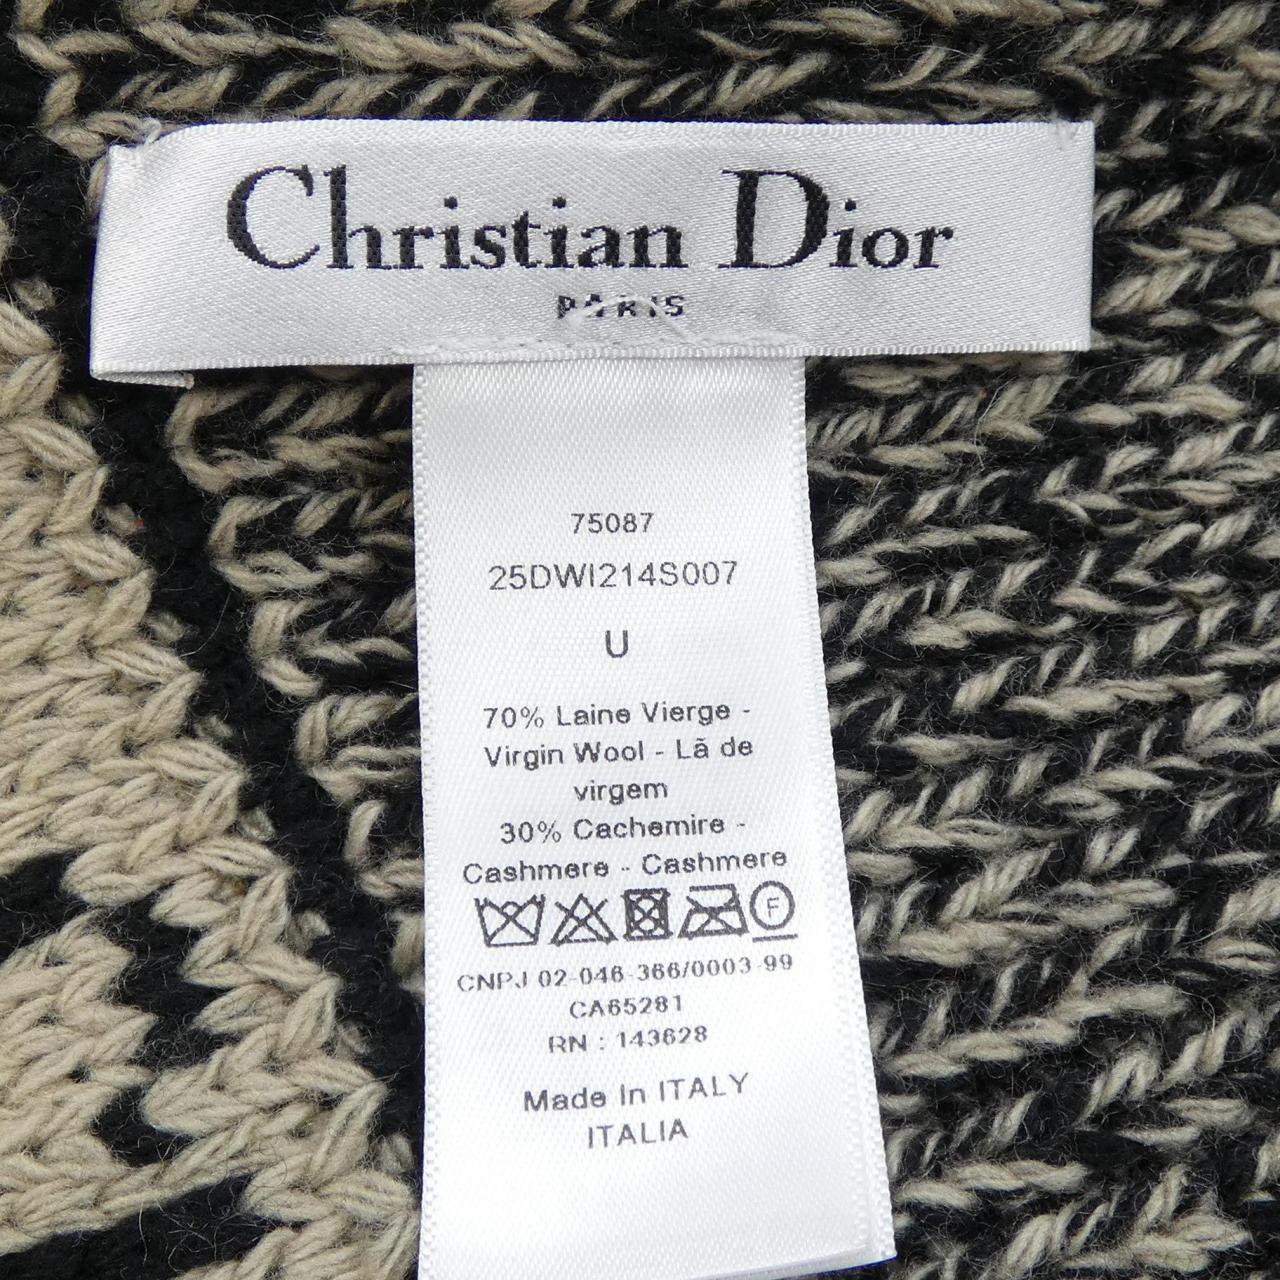 Christian Dior
PARIS
75087
25DWI214S007
U
70% Laine Vierge -
Virgin Wool - Lã de
virgem
30% Cachemire -
Cashmere - Cashmere
F
CNPJ 02-046-366/0003-99
CA65281
RN : 143628
Made In ITALY
ITALIA